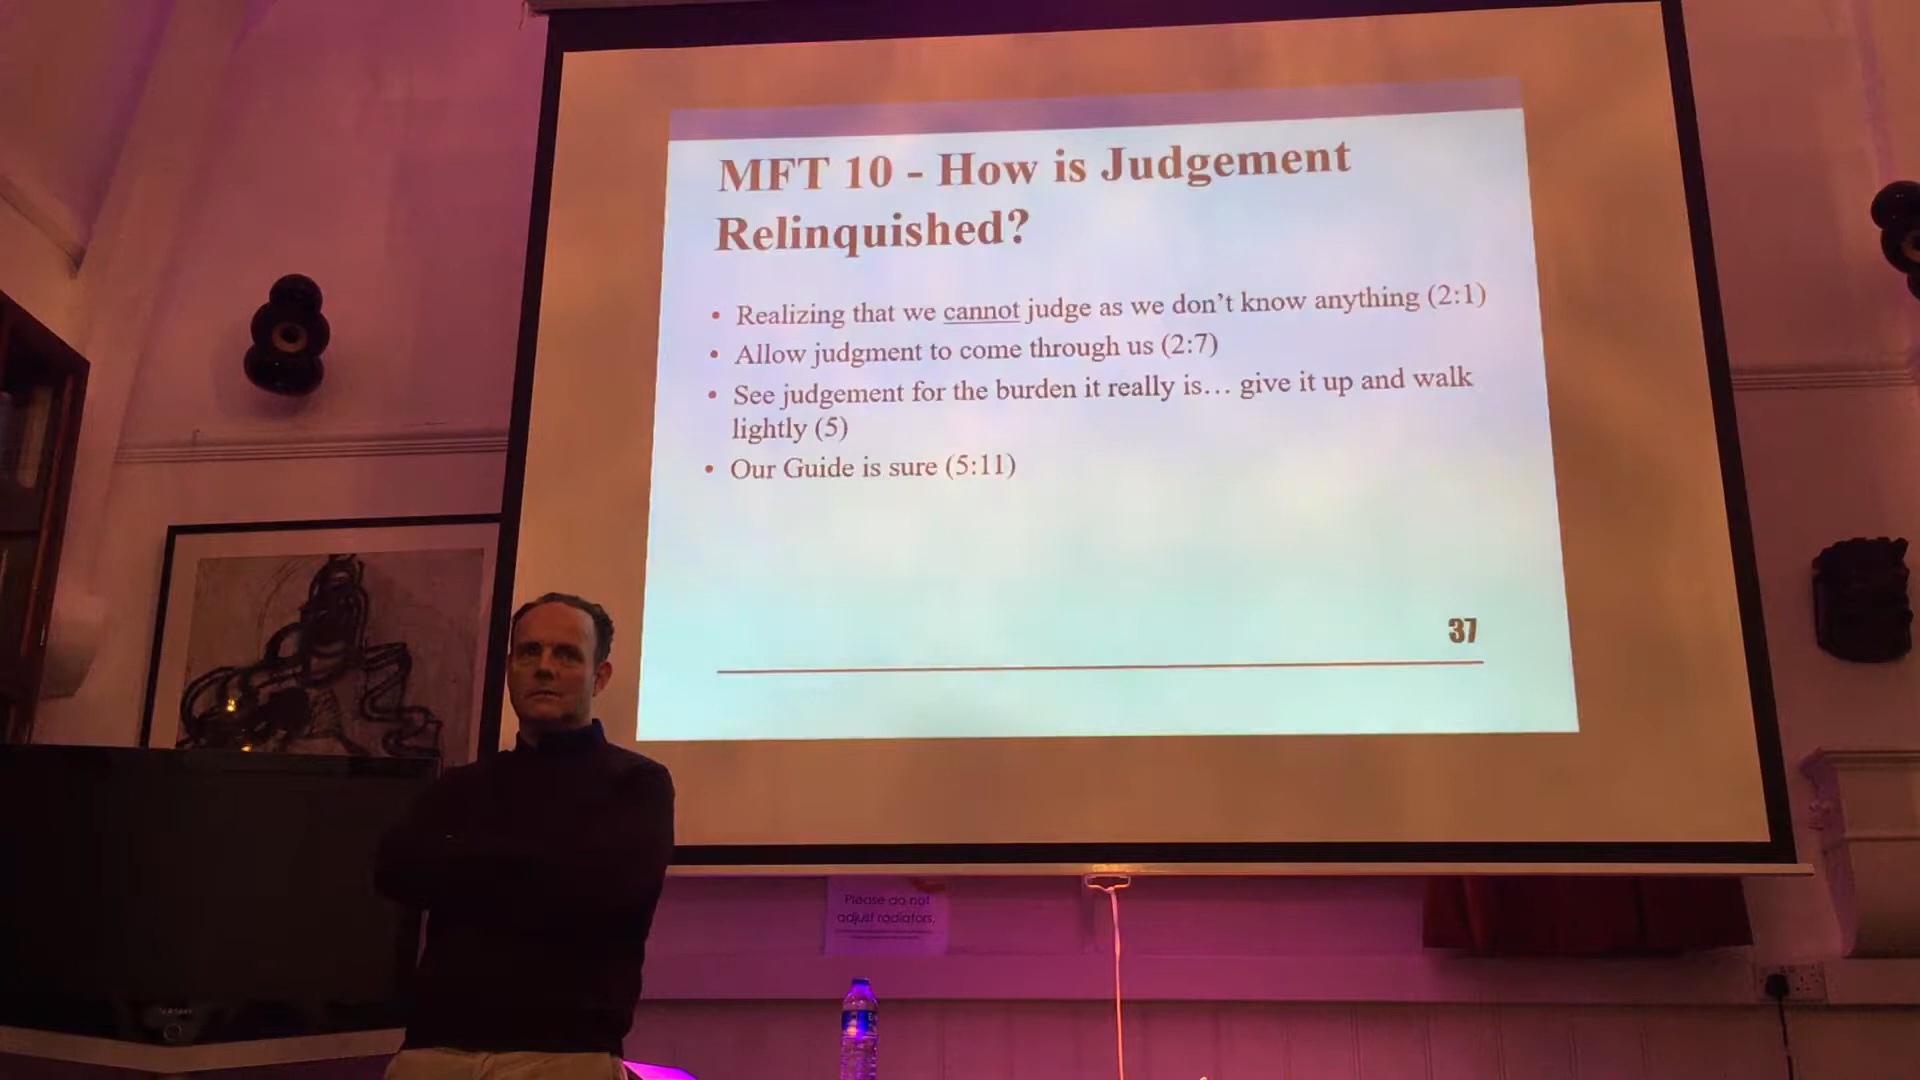 MFT 10 - How is Judgement
Relinquished?
• Realizing that we cannot judge as we don't know anything (2:1)
• Allow judgment to come through us (2:7)
• See judgement for the burden it really is… give it up and walk
lightly (5)
• Our Guide is sure (5:11)
37
Please do not
adjust radiators.